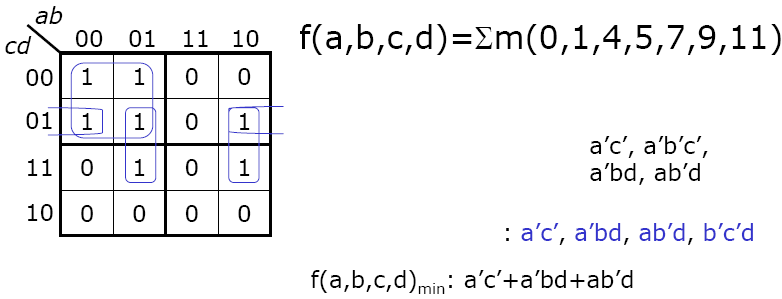 ab
cd 00 01 11 10
f(a,b,c,d)=Σm(0,1,4,5,7,9,11)
00 1 1 0 0
01 1 1 0 1
11 0 1 0 1
10 0 0 0 0
a’c’, a’b’c’,
a’bd, ab’d
: a’c’, a’bd, ab’d, b’c’d
f(a,b,c,d)min: a’c’+a’bd+ab’d